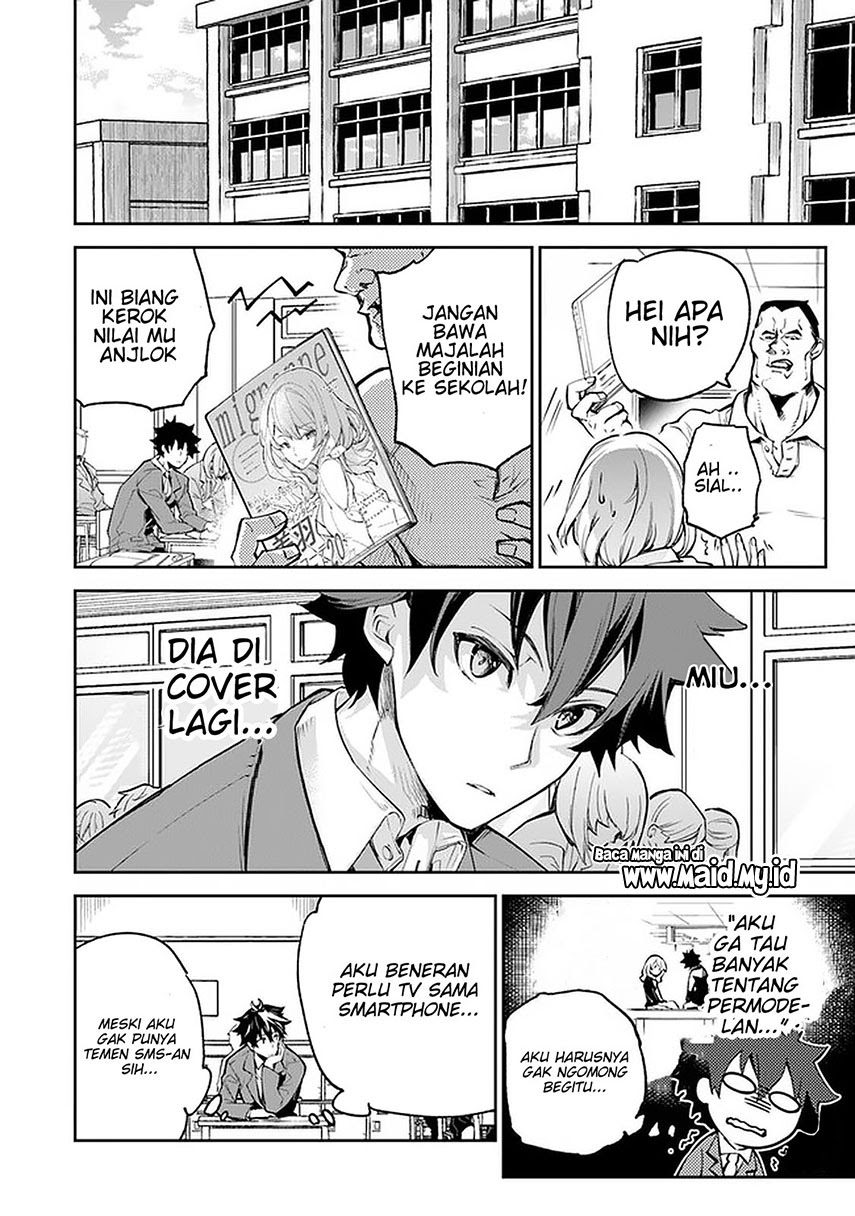 HEI APA
NIH?
AH ..
SIAL..
JANGAN
BAWA
MAJALAH
BEGINIAN
KE SEKOLAH!
INI BIANG
KEROK
NILAI MU
ANJLOK
MIU...
DIA DI
COVER
LAGI...
Baca Manga ini di
www.Maid.My.id
"AKU
GA TAU
BANYAK
TENTANG
PERMODE-
LAN..."
AKU HARUSNYA
GAK NGOMONG
BEGITU...
AKU BENERAN
PERLU TV SAMA
SMARTPHONE...
MESKI AKU
GAK PUNYA
TEMEN SMS-AN
SIH...